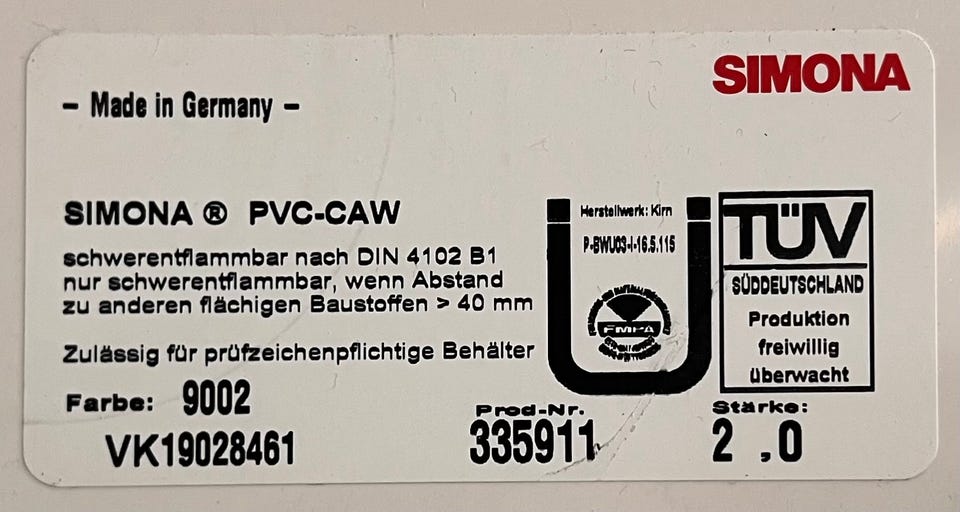 SIMONA
– Made in Germany –
SIMONA ® PVC-CAW
schwerentflammbar nach DIN 4102 B1
nur schwerentflammbar, wenn Abstand
zu anderen flächigen Baustoffen > 40 mm
Zulässig für prüfzeichenpflichtige Behälter
Farbe: 9002
VK19028461
Herstellwerk: Kirn
P-BWU03-I-16.5.115
FMPA
TÜV
SÜDDEUTSCHLAND
Produktion
freiwillig
überwacht
Prod-Nr.
335911
Stärke:
2 ,0